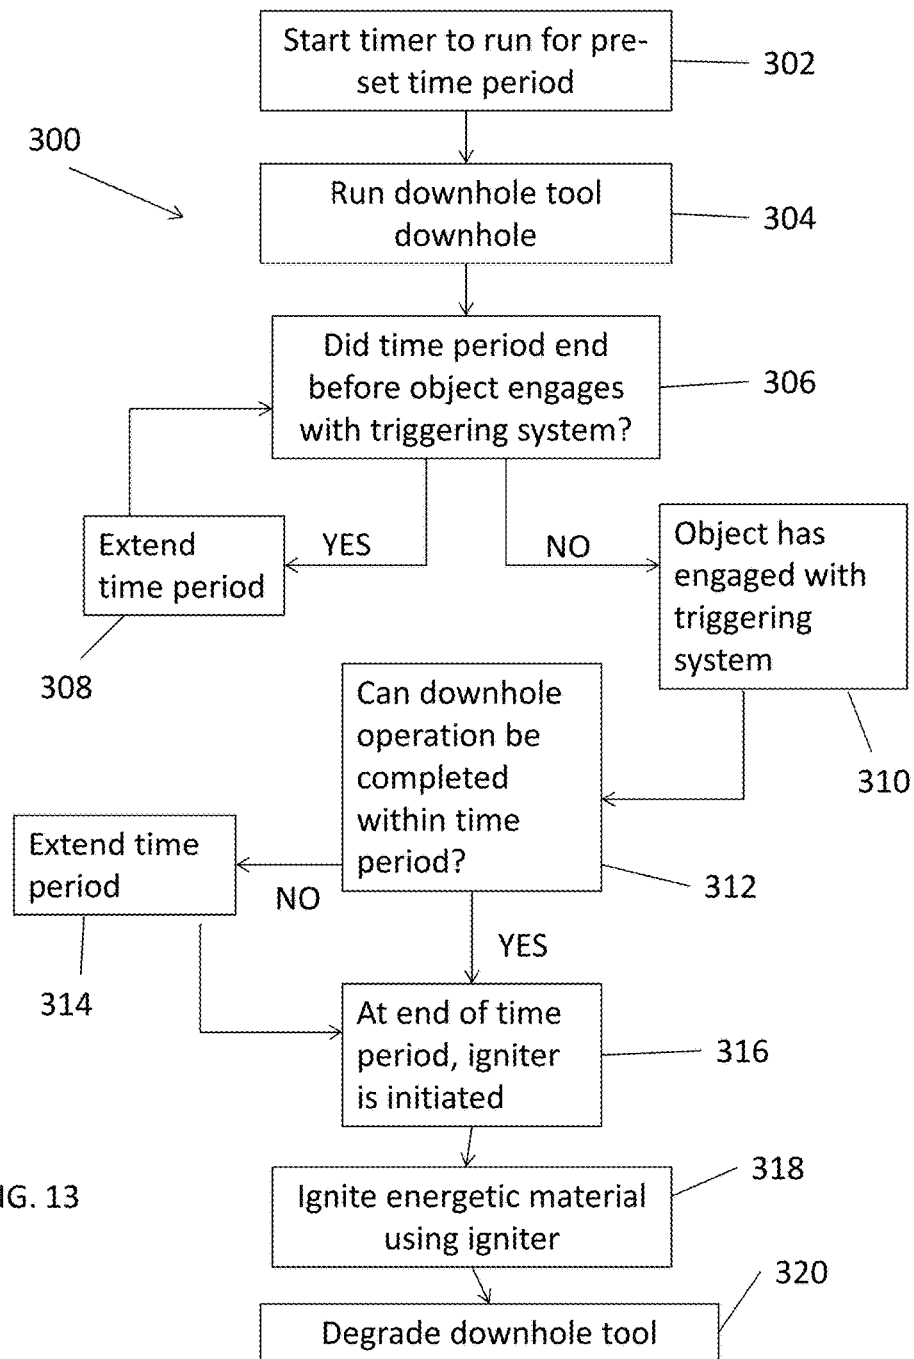 Start timer to run for pre-
set time period
302
300
Run downhole tool
downhole
304
Did time period end
before object engages
with triggering system?
306
Extend
time period
YES
NO
Object has
engaged with
triggering
system
308
310
Can downhole
operation be
completed
within time
period?
312
Extend time
period
NO
314
YES
At end of time
period, igniter
is initiated
316
318
IG. 13
Ignite energetic material
using igniter
320
Degrade downhole tool